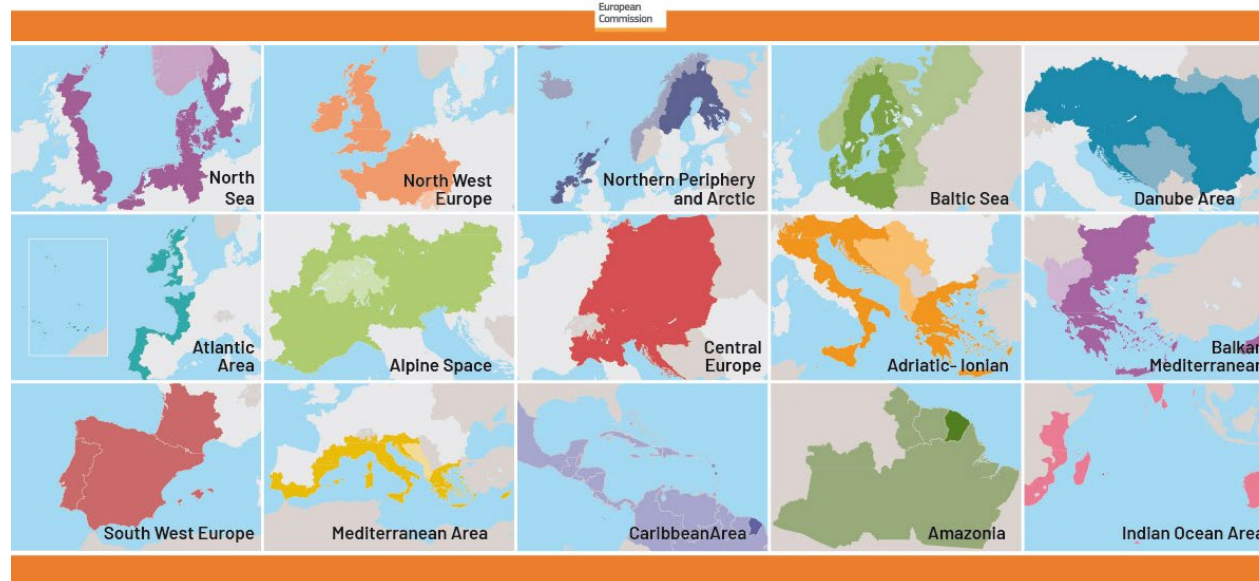 European
Commission
North
Sea
North West
Europe
Northern Periphery
and Arctic
Baltic Sea
Danube Area
Atlantic
Area
Alpine Space
Central
Europe
Adriatic- Ionian
Balkan
Mediterranean
South West Europe
Mediterranean Area
CaribbeanArea
Amazonia
Indian Ocean Area